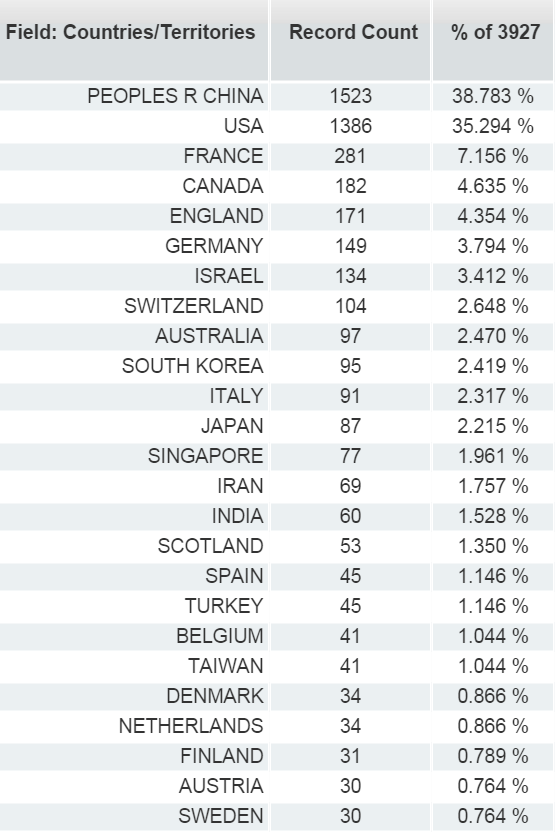 Field: Countries/Territories Record Count % of 3927
PEOPLES R CHINA 1523 38.783 %
USA 1386 35.294 %
FRANCE 281 7.156 %
CANADA 182 4.635 %
ENGLAND 171 4.354 %
GERMANY 149 3.794 %
ISRAEL 134 3.412 %
SWITZERLAND 104 2.648 %
AUSTRALIA 97 2.470 %
SOUTH KOREA 95 2.419 %
ITALY 91 2.317 %
JAPAN 87 2.215 %
SINGAPORE 77 1.961 %
IRAN 69 1.757 %
INDIA 60 1.528 %
SCOTLAND 53 1.350 %
SPAIN 45 1.146 %
TURKEY 45 1.146 %
BELGIUM 41 1.044 %
TAIWAN 41 1.044 %
DENMARK 34 0.866 %
NETHERLANDS 34 0.866 %
FINLAND 31 0.789 %
AUSTRIA 30 0.764 %
SWEDEN 30 0.764 %